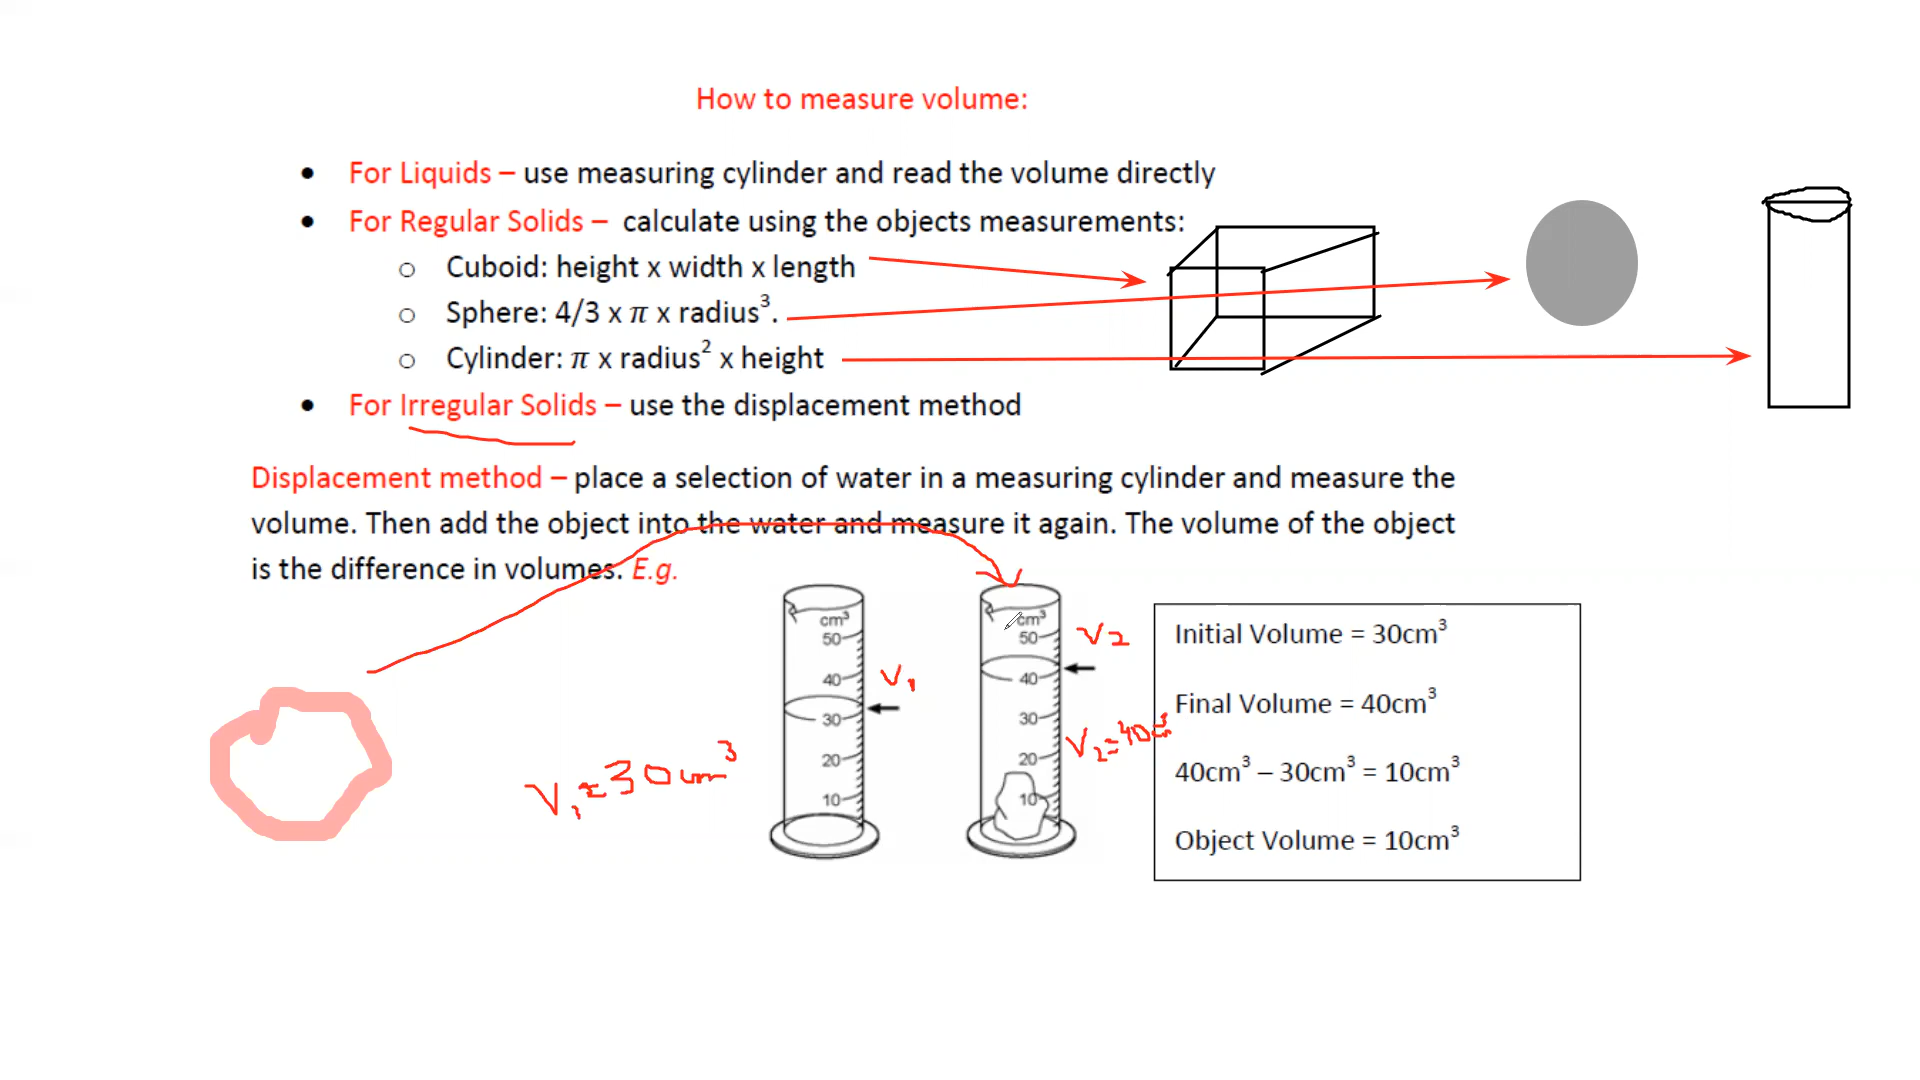 How to measure volume:
• For Liquids – use measuring cylinder and read the volume directly
• For Regular Solids – calculate using the objects measurements:
o Cuboid: height x width x length
o Sphere: 4/3 x π x radius³.
o Cylinder: π x radius² x height
• For Irregular Solids – use the displacement method
Displacement method – place a selection of water in a measuring cylinder and measure the
volume. Then add the object into the water and measure it again. The volume of the object
is the difference in volumes. E.g.
cm³
50
40
30
20
10
V₁
V₁ = 30cm³
cm³
50
40
30
20
10
V2
V₂ = 40cm³
Initial Volume = 30cm³
Final Volume = 40cm³
40cm³ – 30cm³ = 10cm³
Object Volume = 10cm³